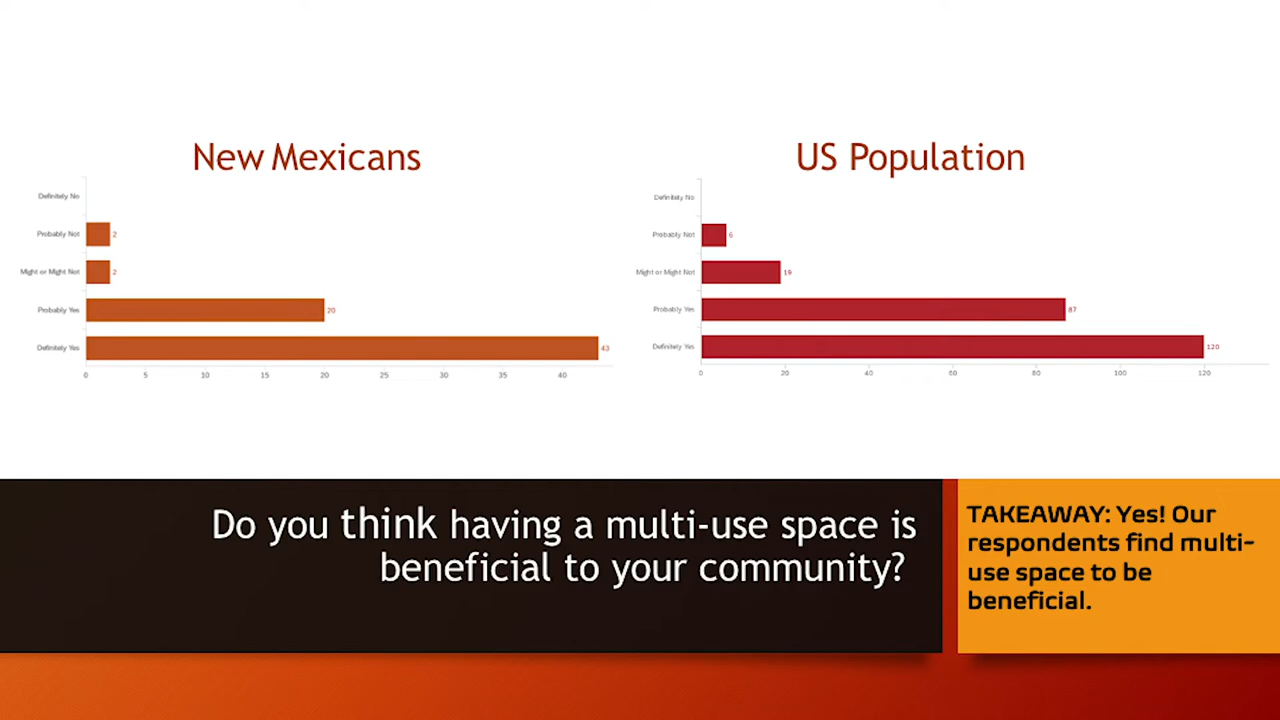 New Mexicans
Definitely No
Probably Not
2
Might or Might Not
2
Probably Yes
20
Definitely Yes
43
0 5 10 15 20 25 30 35 40
US Population
Definitely No
Probably Not
6
Might or Might Not
19
Probably Yes
87
Definitely Yes
120
0 20 40 60 80 100 120
Do you think having a multi-use space is
beneficial to your community?
TAKEAWAY: Yes! Our
respondents find multi-
use space to be
beneficial.